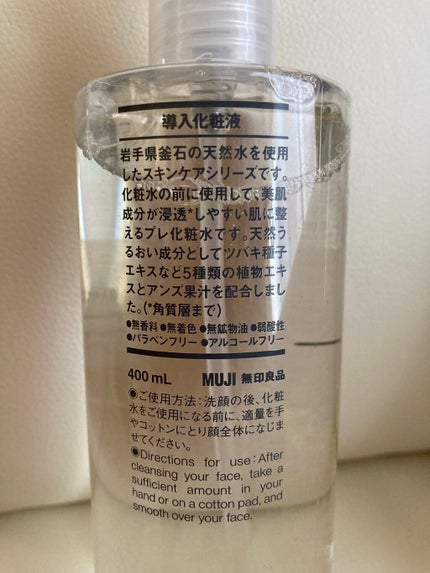 導入化粧液
岩手県釜石の天然水を使用
したスキンケアシリーズです。
化粧水の前に使用して、美肌
成分が浸透*しやすい肌に整
えるプレ化粧水です。天然う
るおい成分としてツバキ種子
エキスなど5種類の植物エキ
スとアンズ果汁を配合しまし
た。(*角質層まで)
●無香料 ●無着色 ●無鉱物油 ●弱酸性
●パラベンフリー ●アルコールフリー
400 mL MUJI 無印良品
◉ご使用方法:洗顔の後、化粧
水をご使用になる前に、適量を手
やコットンにとり顔全体になじま
せてください。
◉Directions for use:After
cleansing your face, take a
sufficient amount in your
hand or on a cotton pad, and
smooth over your face.